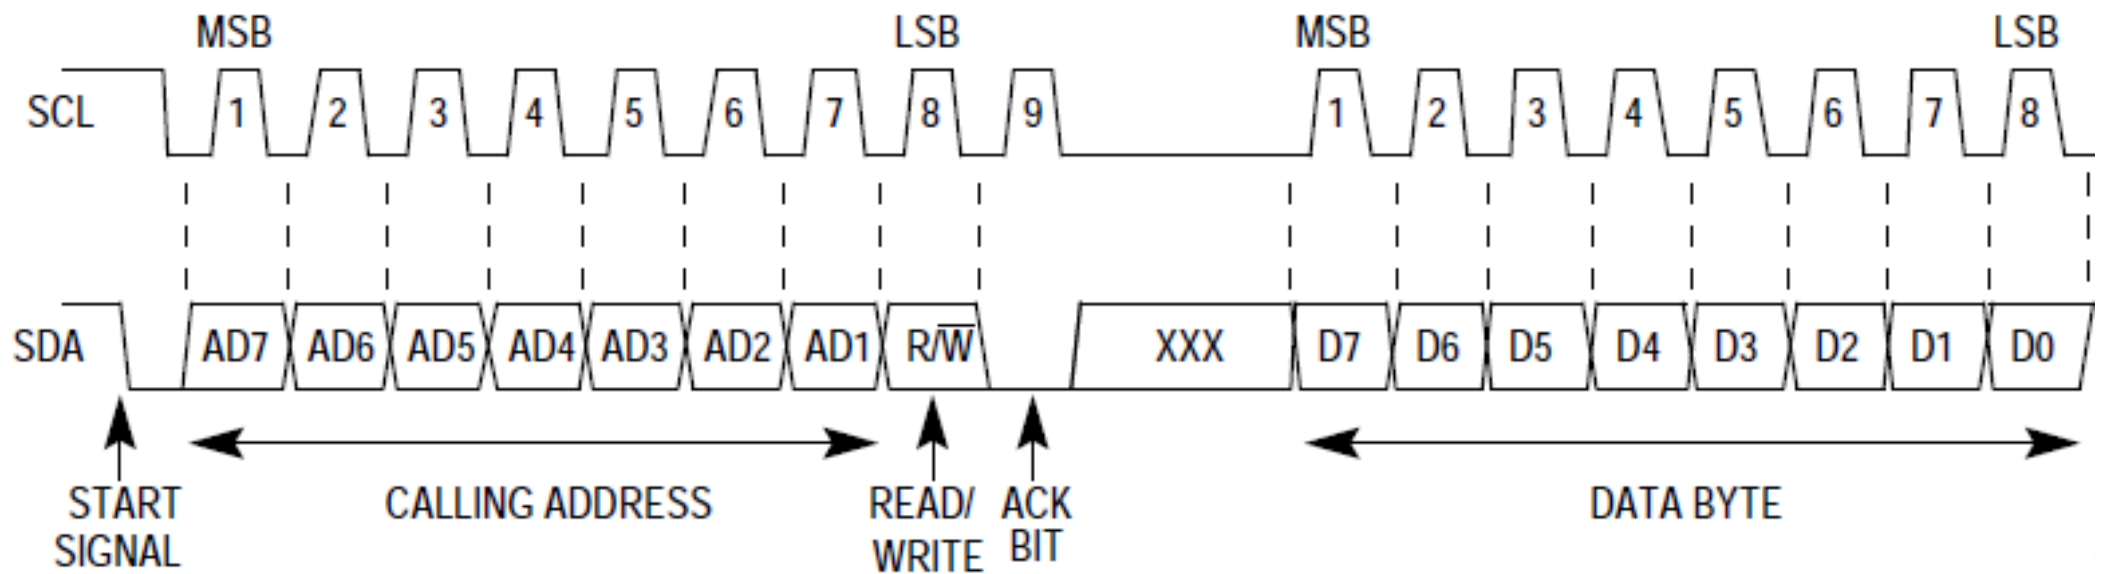 MSB LSB MSB LSB
SCL 1 2 3 4 5 6 7 8 9 1 2 3 4 5 6 7 8
SDA AD7 AD6 AD5 AD4 AD3 AD2 AD1 R/W̅ XXX D7 D6 D5 D4 D3 D2 D1 D0
START SIGNAL
CALLING ADDRESS
READ/
WRITE
ACK
BIT
DATA BYTE